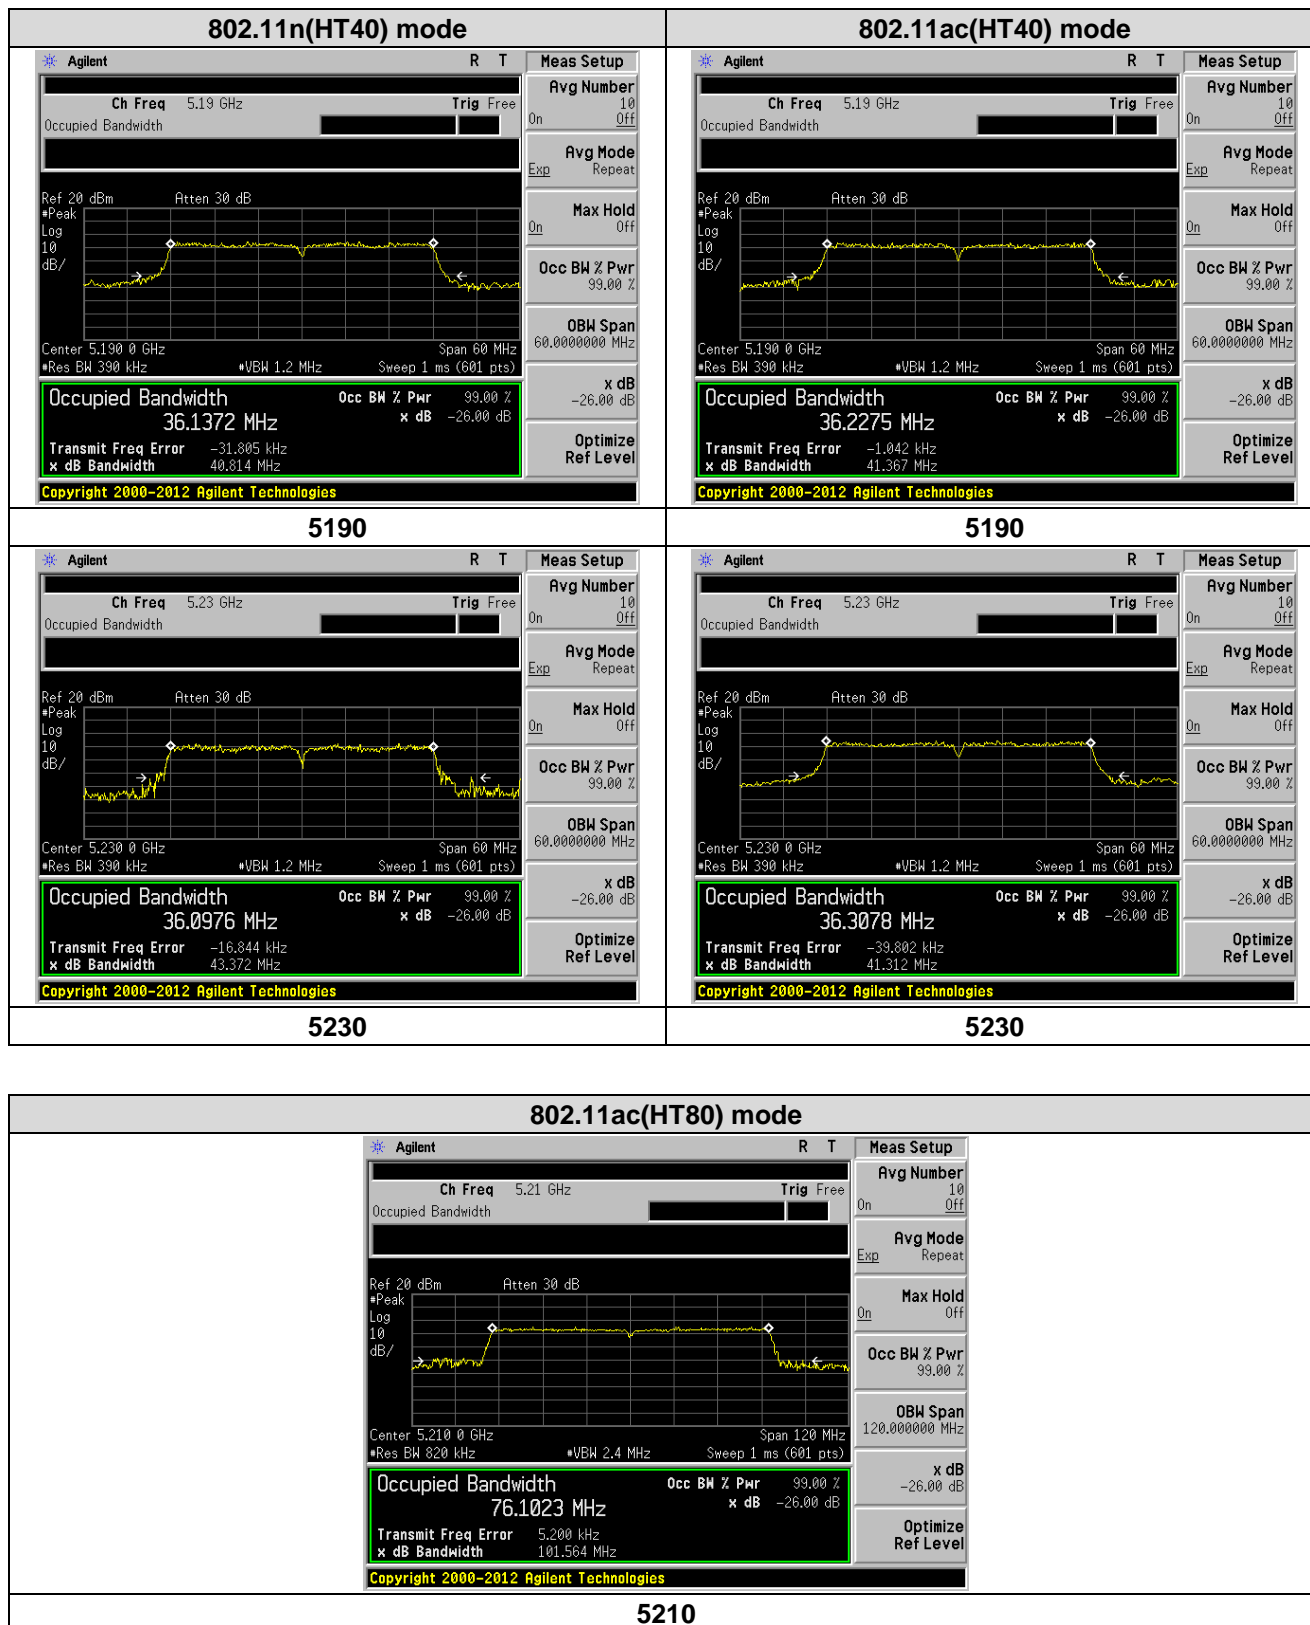 802.11n(HT40) mode
802.11ac(HT40) mode
Agilent R T Meas Setup
Ch Freq 5.19 GHz Trig Free
Occupied Bandwidth
Avg Number
10
On Off
Avg Mode
Exp Repeat
Max Hold
On Off
Occ BW % Pwr
99.00 %
OBW Span
60.0000000 MHz
x dB
-26.00 dB
Optimize
Ref Level
Ref 20 dBm Atten 30 dB
#Peak
Log
10
dB/
Center 5.190 0 GHz Span 60 MHz
#Res BW 390 kHz #VBW 1.2 MHz Sweep 1 ms (601 pts)
Occupied Bandwidth Occ BW % Pwr 99.00 %
36.1372 MHz x dB -26.00 dB
Transmit Freq Error -31.805 kHz
x dB Bandwidth 40.814 MHz
Copyright 2000-2012 Agilent Technologies
5190
Agilent R T Meas Setup
Ch Freq 5.19 GHz Trig Free
Occupied Bandwidth
Avg Number
10
On Off
Avg Mode
Exp Repeat
Max Hold
On Off
Occ BW % Pwr
99.00 %
OBW Span
60.0000000 MHz
x dB
-26.00 dB
Optimize
Ref Level
Ref 20 dBm Atten 30 dB
#Peak
Log
10
dB/
Center 5.190 0 GHz Span 60 MHz
#Res BW 390 kHz #VBW 1.2 MHz Sweep 1 ms (601 pts)
Occupied Bandwidth Occ BW % Pwr 99.00 %
36.2275 MHz x dB -26.00 dB
Transmit Freq Error -1.042 kHz
x dB Bandwidth 41.367 MHz
Copyright 2000-2012 Agilent Technologies
5190
Agilent R T Meas Setup
Ch Freq 5.23 GHz Trig Free
Occupied Bandwidth
Avg Number
10
On Off
Avg Mode
Exp Repeat
Max Hold
On Off
Occ BW % Pwr
99.00 %
OBW Span
60.0000000 MHz
x dB
-26.00 dB
Optimize
Ref Level
Ref 20 dBm Atten 30 dB
#Peak
Log
10
dB/
Center 5.230 0 GHz Span 60 MHz
#Res BW 390 kHz #VBW 1.2 MHz Sweep 1 ms (601 pts)
Occupied Bandwidth Occ BW % Pwr 99.00 %
36.0976 MHz x dB -26.00 dB
Transmit Freq Error -16.844 kHz
x dB Bandwidth 43.372 MHz
Copyright 2000-2012 Agilent Technologies
5230
Agilent R T Meas Setup
Ch Freq 5.23 GHz Trig Free
Occupied Bandwidth
Avg Number
10
On Off
Avg Mode
Exp Repeat
Max Hold
On Off
Occ BW % Pwr
99.00 %
OBW Span
60.0000000 MHz
x dB
-26.00 dB
Optimize
Ref Level
Ref 20 dBm Atten 30 dB
#Peak
Log
10
dB/
Center 5.230 0 GHz Span 60 MHz
#Res BW 390 kHz #VBW 1.2 MHz Sweep 1 ms (601 pts)
Occupied Bandwidth Occ BW % Pwr 99.00 %
36.3078 MHz x dB -26.00 dB
Transmit Freq Error -39.802 kHz
x dB Bandwidth 41.312 MHz
Copyright 2000-2012 Agilent Technologies
5230
802.11ac(HT80) mode
Agilent R T Meas Setup
Ch Freq 5.21 GHz Trig Free
Occupied Bandwidth
Avg Number
10
On Off
Avg Mode
Exp Repeat
Max Hold
On Off
Occ BW % Pwr
99.00 %
OBW Span
120.000000 MHz
x dB
-26.00 dB
Optimize
Ref Level
Ref 20 dBm Atten 30 dB
#Peak
Log
10
dB/
Center 5.210 0 GHz Span 120 MHz
#Res BW 820 kHz #VBW 2.4 MHz Sweep 1 ms (601 pts)
Occupied Bandwidth Occ BW % Pwr 99.00 %
76.1023 MHz x dB -26.00 dB
Transmit Freq Error 5.200 kHz
x dB Bandwidth 101.564 MHz
Copyright 2000-2012 Agilent Technologies
5210